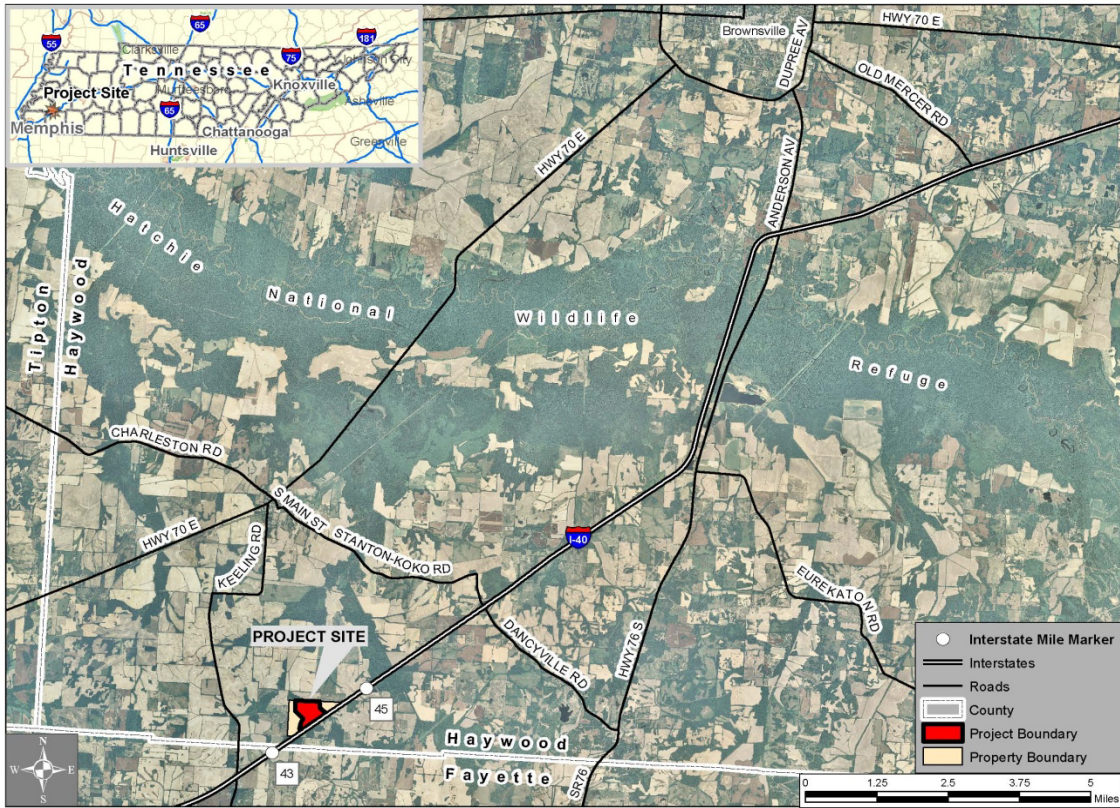 65
55
181
Clarksville
75
Johnson City
Tennessee
Knoxville
Project Site
Murfreesboro
65
Asheville
Memphis
Chattanooga
Greenville
Huntsville
Brownsville
HWY 70 E
DUPREE AV
OLD MERCER RD
HWY 70 E
ANDERSON AV
Hatchie
National
Wildlife
Refuge
Tipton
Haywood
CHARLESTON RD
S MAIN ST
STANTON-KOKO RD
HWY 70 E
KEELING RD
I-40
EUREKATON RD
PROJECT SITE
DANCYVILLE RD
HWY 76 S
45
43
Haywood
Fayette
SR76
Interstate Mile Marker
Interstates
Roads
County
Project Boundary
Property Boundary
N
W E
S
0 1.25 2.5 3.75 5
Miles